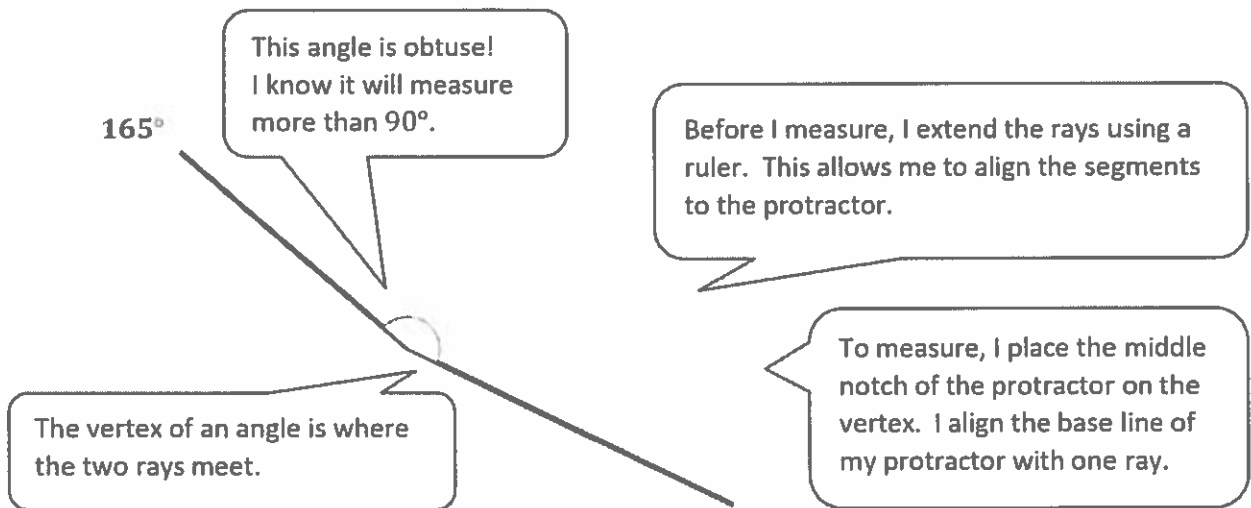 This angle is obtuse!
I know it will measure
more than 90°.
165°
Before I measure, I extend the rays using a
ruler. This allows me to align the segments
to the protractor.
To measure, I place the middle
notch of the protractor on the
vertex. I align the base line of
my protractor with one ray.
The vertex of an angle is where
the two rays meet.